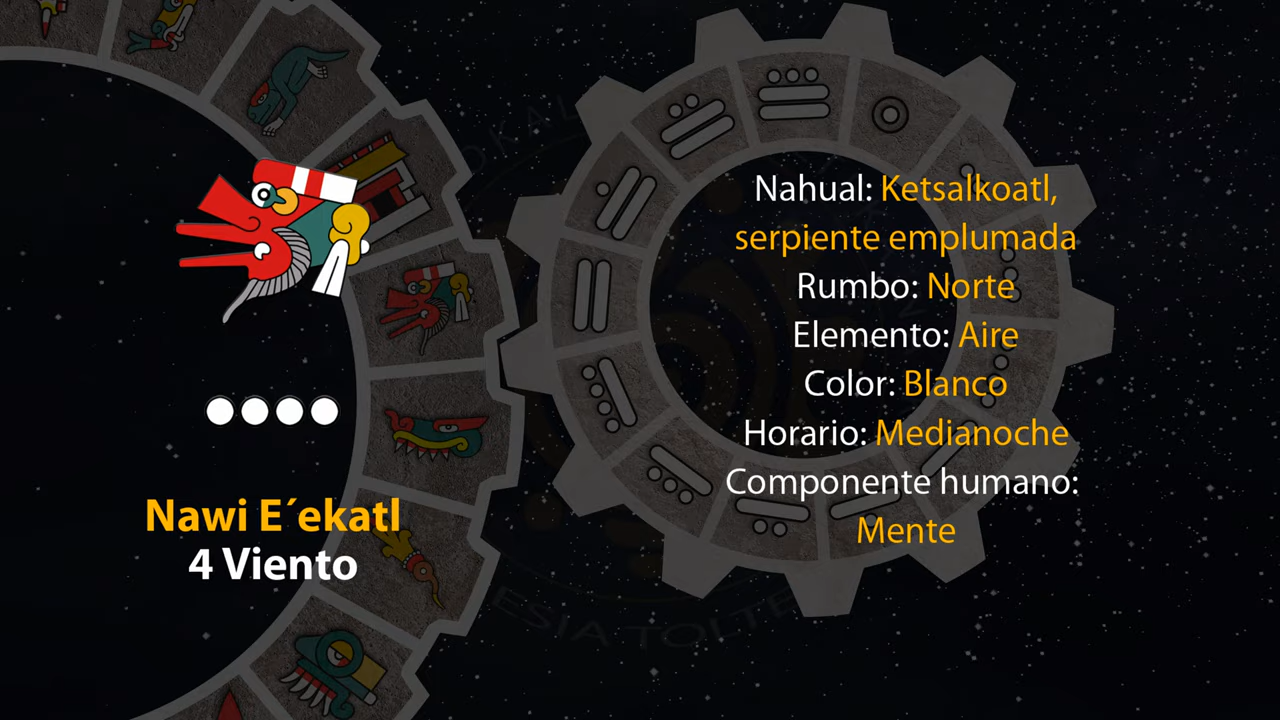 Nahual: Ketsalkoatl,
serpiente emplumada
Rumbo: Norte
Elemento: Aire
Color: Blanco
Horario: Medianoche
Componente humano:
Mente
Nawi E´ekatl
4 Viento